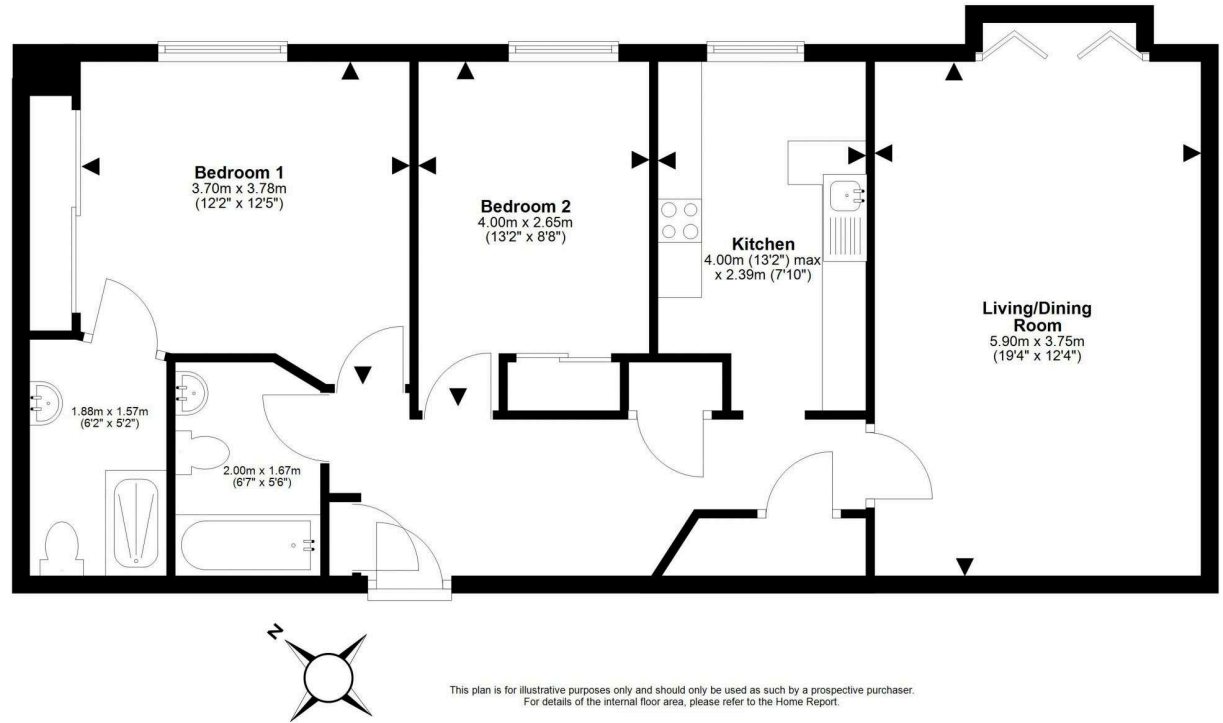 Bedroom 1
3.70m x 3.78m
(12'2" x 12'5")
Bedroom 2
4.00m x 2.65m
(13'2" x 8'8")
Kitchen
4.00m (13'2") max
x 2.39m (7'10")
Living/Dining
Room
5.90m x 3.75m
(19'4" x 12'4")
1.88m x 1.57m
(6'2" x 5'2")
2.00m x 1.67m
(6'7" x 5'6")
N
This plan is for illustrative purposes only and should only be used as such by a prospective purchaser.
For details of the internal floor area, please refer to the Home Report.